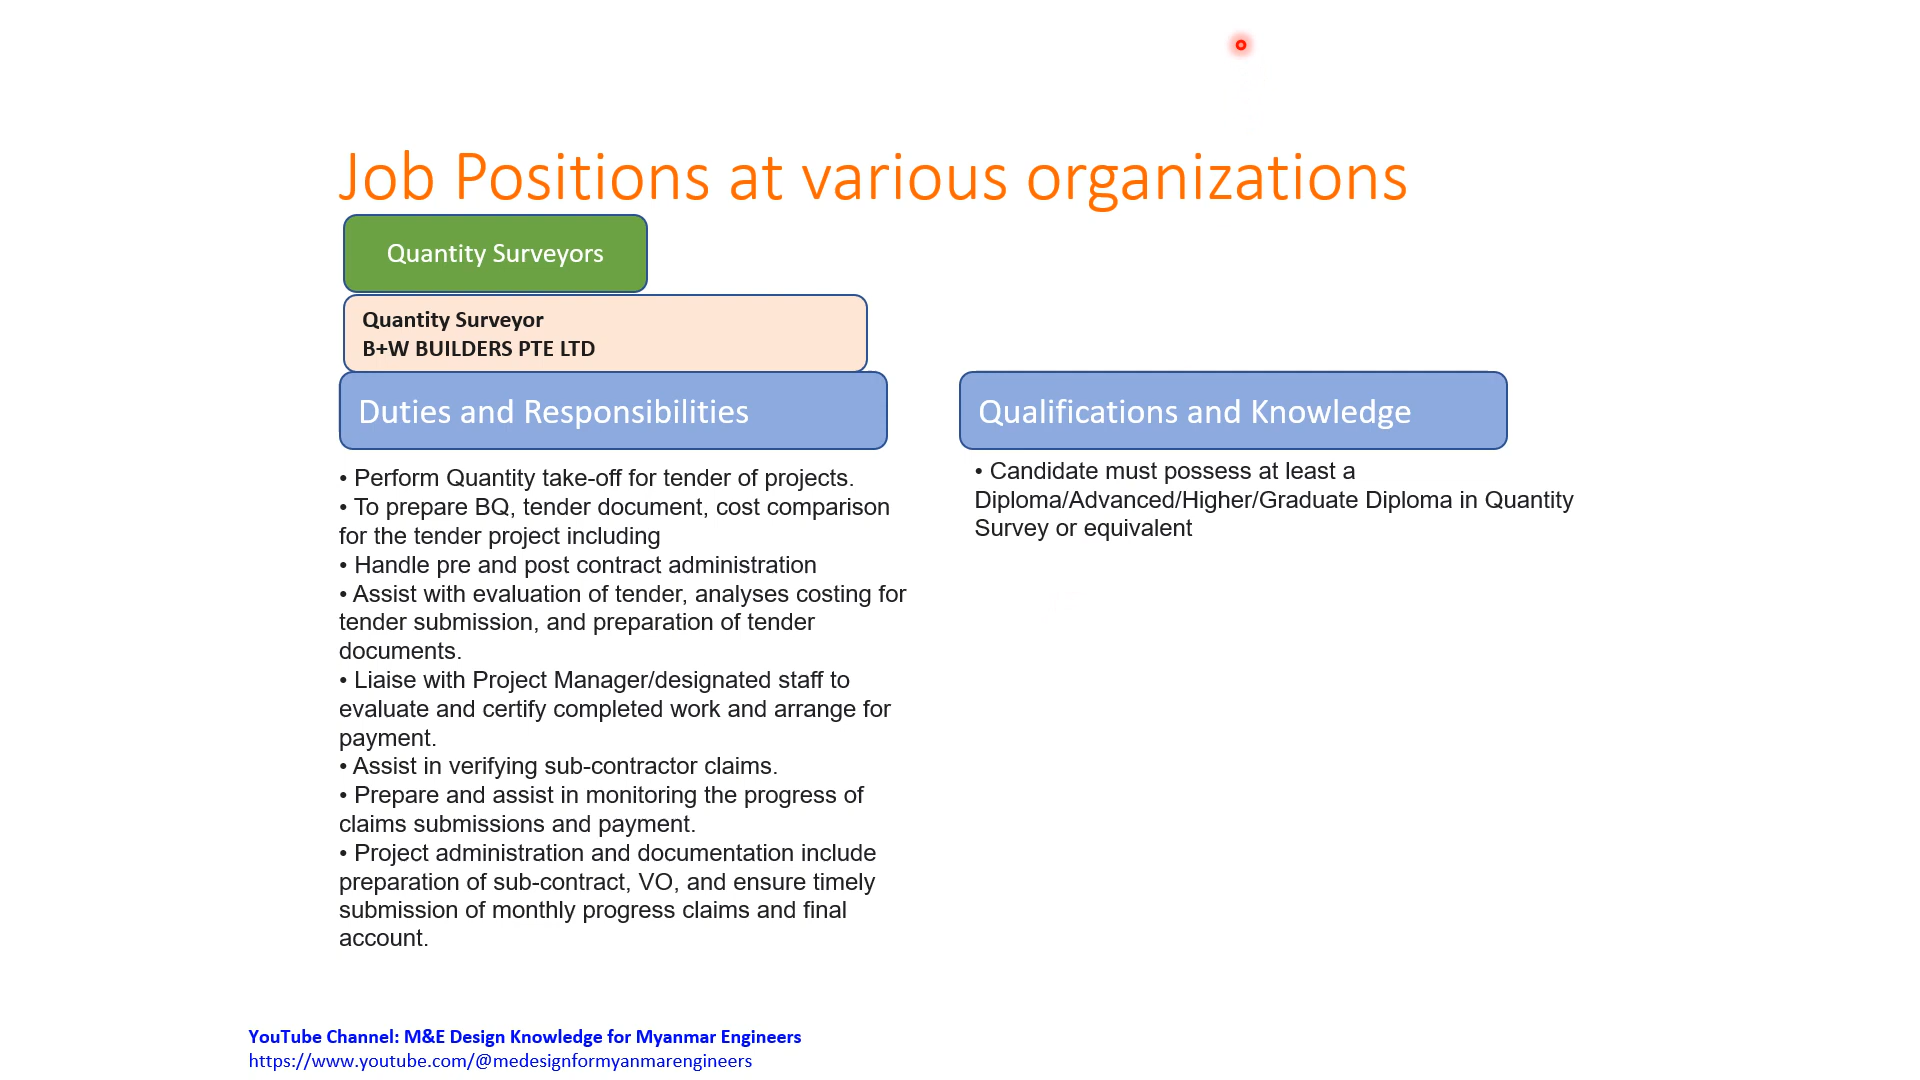 Job Positions at various organizations
Quantity Surveyors
Quantity Surveyor
B+W BUILDERS PTE LTD
Duties and Responsibilities
• Perform Quantity take-off for tender of projects.
• To prepare BQ, tender document, cost comparison
for the tender project including
• Handle pre and post contract administration
• Assist with evaluation of tender, analyses costing for
tender submission, and preparation of tender
documents.
• Liaise with Project Manager/designated staff to
evaluate and certify completed work and arrange for
payment.
• Assist in verifying sub-contractor claims.
• Prepare and assist in monitoring the progress of
claims submissions and payment.
• Project administration and documentation include
preparation of sub-contract, VO, and ensure timely
submission of monthly progress claims and final
account.
Qualifications and Knowledge
• Candidate must possess at least a
Diploma/Advanced/Higher/Graduate Diploma in Quantity
Survey or equivalent
YouTube Channel: M&E Design Knowledge for Myanmar Engineers
https://www.youtube.com/@medesignformyanmarengineers